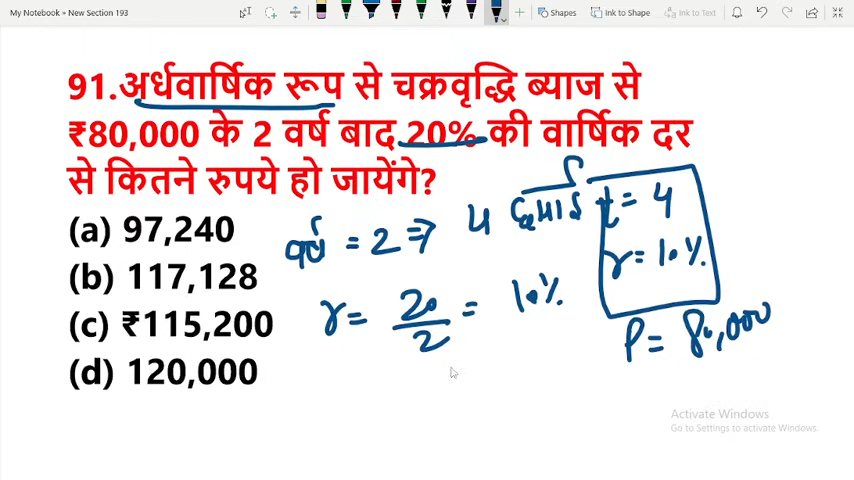 My Notebook » New Section 193
Shapes Ink to Shape Ink to Text
91.अर्धवार्षिक रूप से चक्रवृद्धि ब्याज से
₹80,000 के 2 वर्ष बाद 20% की वार्षिक दर
से कितने रुपये हो जायेंगे?
(a) 97,240
(b) 117,128
(c) ₹115,200
(d) 120,000
वर्ष = 2 ⇒ 4
t = 4
r = 10%
r = 20/2 = 10%
P = 80,000
Activate Windows
Go to Settings to activate Windows.